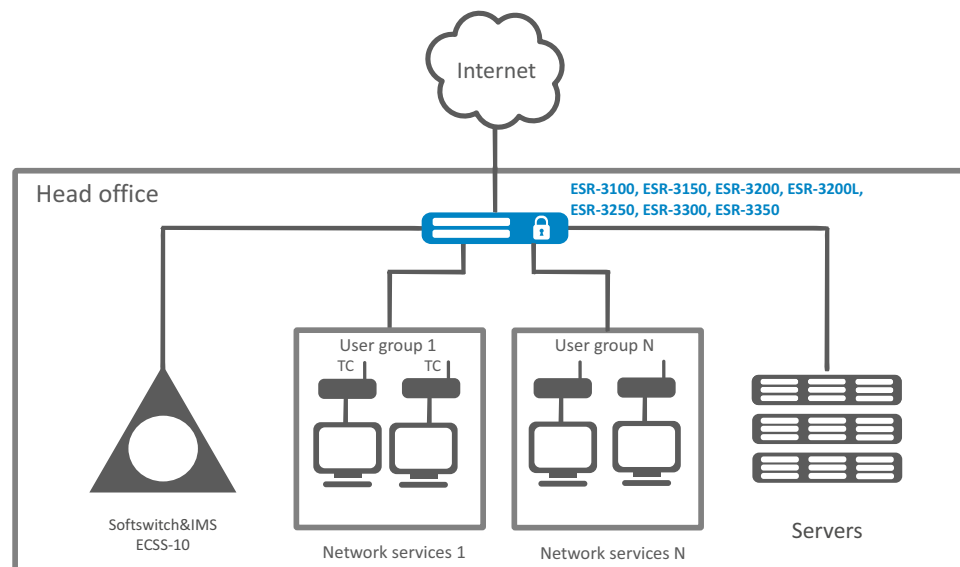 Internet
Head office
ESR-3100, ESR-3150, ESR-3200, ESR-3200L,
ESR-3250, ESR-3300, ESR-3350
User group 1
TC
TC
User group N
Softswitch&IMS
ECSS-10
Network services 1
Network services N
Servers